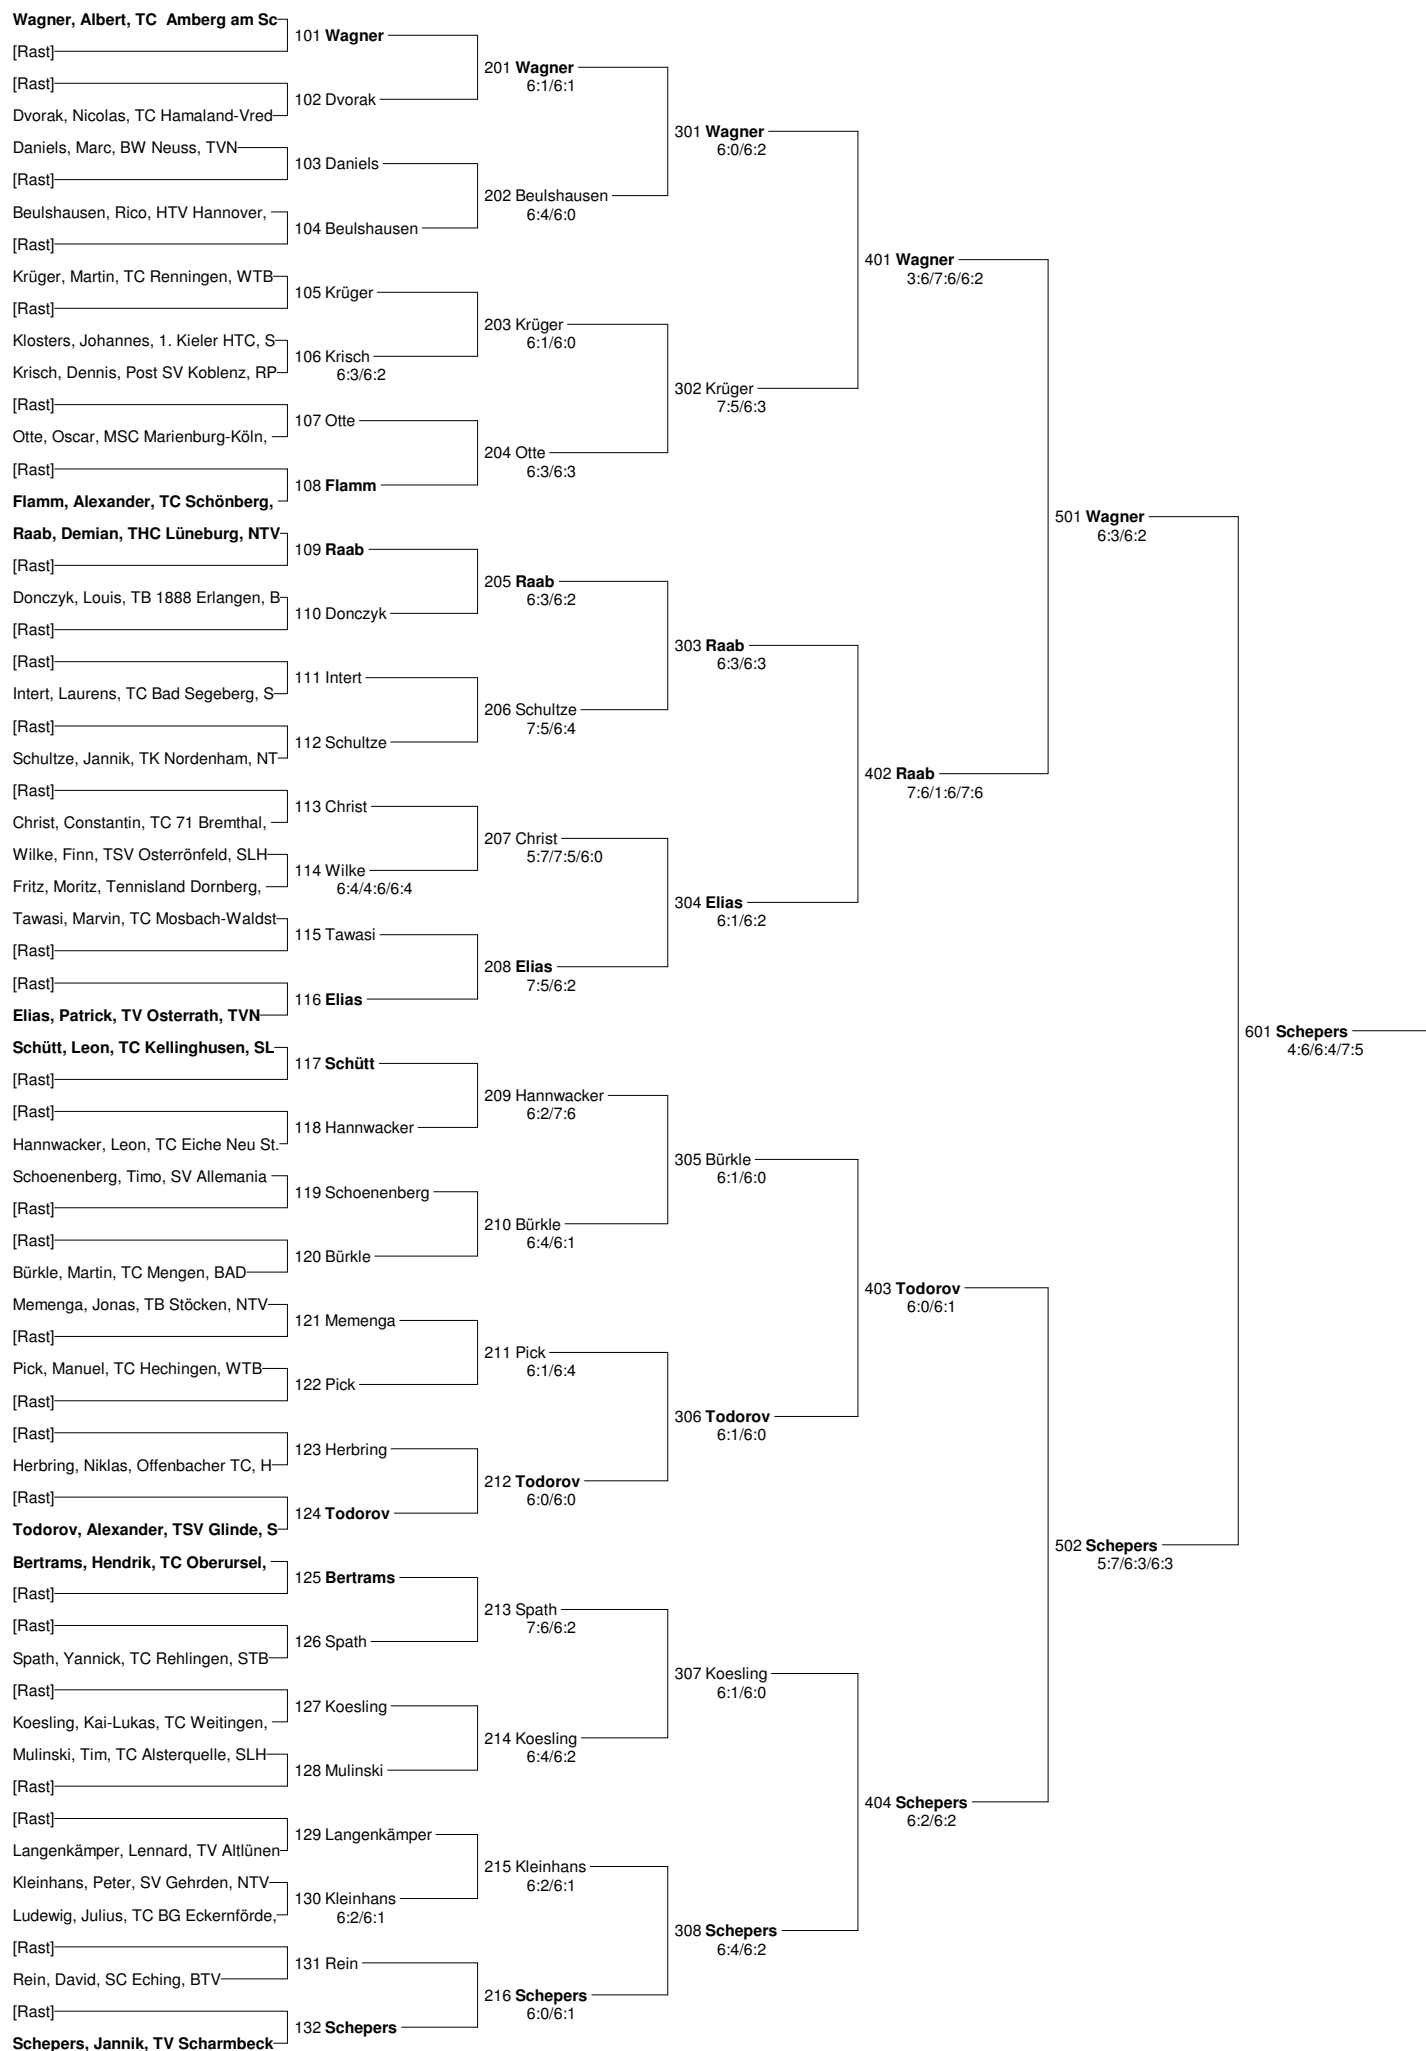 Wagner, Albert, TC  Amberg am Sc
[Rast]
[Rast]
Dvorak, Nicolas, TC Hamaland-Vred
Daniels, Marc, BW Neuss, TVN
[Rast]
Beulshausen, Rico, HTV Hannover,
[Rast]
Krüger, Martin, TC Renningen, WTB
[Rast]
Klosters, Johannes, 1. Kieler HTC, S
Krisch, Dennis, Post SV Koblenz, RP
[Rast]
Otte, Oscar, MSC Marienburg-Köln,
[Rast]
Flamm, Alexander, TC Schönberg,
Raab, Demian, THC Lüneburg, NTV
[Rast]
Donczyk, Louis, TB 1888 Erlangen, B
[Rast]
[Rast]
Intert, Laurens, TC Bad Segeberg, S
[Rast]
Schultze, Jannik, TK Nordenham, NT
[Rast]
Christ, Constantin, TC 71 Bremthal,
Wilke, Finn, TSV Osterrönfeld, SLH
Fritz, Moritz, Tennisland Dornberg,
Tawasi, Marvin, TC Mosbach-Waldst
[Rast]
[Rast]
Elias, Patrick, TV Osterrath, TVN
Schütt, Leon, TC Kellinghusen, SL
[Rast]
[Rast]
Hannwacker, Leon, TC Eiche Neu St.
Schoenenberg, Timo, SV Allemania
[Rast]
[Rast]
Bürkle, Martin, TC Mengen, BAD
Memenga, Jonas, TB Stöcken, NTV
[Rast]
Pick, Manuel, TC Hechingen, WTB
[Rast]
[Rast]
Herbring, Niklas, Offenbacher TC, H
[Rast]
Todorov, Alexander, TSV Glinde, S
Bertrams, Hendrik, TC Oberursel,
[Rast]
[Rast]
Spath, Yannick, TC Rehlingen, STB
[Rast]
Koesling, Kai-Lukas, TC Weitingen,
Mulinski, Tim, TC Alsterquelle, SLH
[Rast]
[Rast]
Langenkämper, Lennard, TV Altlünen
Kleinhans, Peter, SV Gehrden, NTV
Ludewig, Julius, TC BG Eckernförde,
[Rast]
Rein, David, SC Eching, BTV
[Rast]
Schepers, Jannik, TV Scharmbeck
101 Wagner
102 Dvorak
103 Daniels
104 Beulshausen
105 Krüger
106 Krisch
6:3/6:2
107 Otte
108 Flamm
109 Raab
110 Donczyk
111 Intert
112 Schultze
113 Christ
114 Wilke
6:4/4:6/6:4
115 Tawasi
116 Elias
117 Schütt
118 Hannwacker
119 Schoenenberg
120 Bürkle
121 Memenga
122 Pick
123 Herbring
124 Todorov
125 Bertrams
126 Spath
127 Koesling
128 Mulinski
129 Langenkämper
130 Kleinhans
6:2/6:1
131 Rein
132 Schepers
201 Wagner
6:1/6:1
202 Beulshausen
6:4/6:0
203 Krüger
6:1/6:0
204 Otte
6:3/6:3
205 Raab
6:3/6:2
206 Schultze
7:5/6:4
207 Christ
5:7/7:5/6:0
208 Elias
7:5/6:2
209 Hannwacker
6:2/7:6
210 Bürkle
6:4/6:1
211 Pick
6:1/6:4
212 Todorov
6:0/6:0
213 Spath
7:6/6:2
214 Koesling
6:4/6:2
215 Kleinhans
6:2/6:1
216 Schepers
6:0/6:1
301 Wagner
6:0/6:2
302 Krüger
7:5/6:3
303 Raab
6:3/6:3
304 Elias
6:1/6:2
305 Bürkle
6:1/6:0
306 Todorov
6:1/6:0
307 Koesling
6:1/6:0
308 Schepers
6:4/6:2
401 Wagner
3:6/7:6/6:2
402 Raab
7:6/1:6/7:6
403 Todorov
6:0/6:1
404 Schepers
6:2/6:2
501 Wagner
6:3/6:2
502 Schepers
5:7/6:3/6:3
601 Schepers
4:6/6:4/7:5